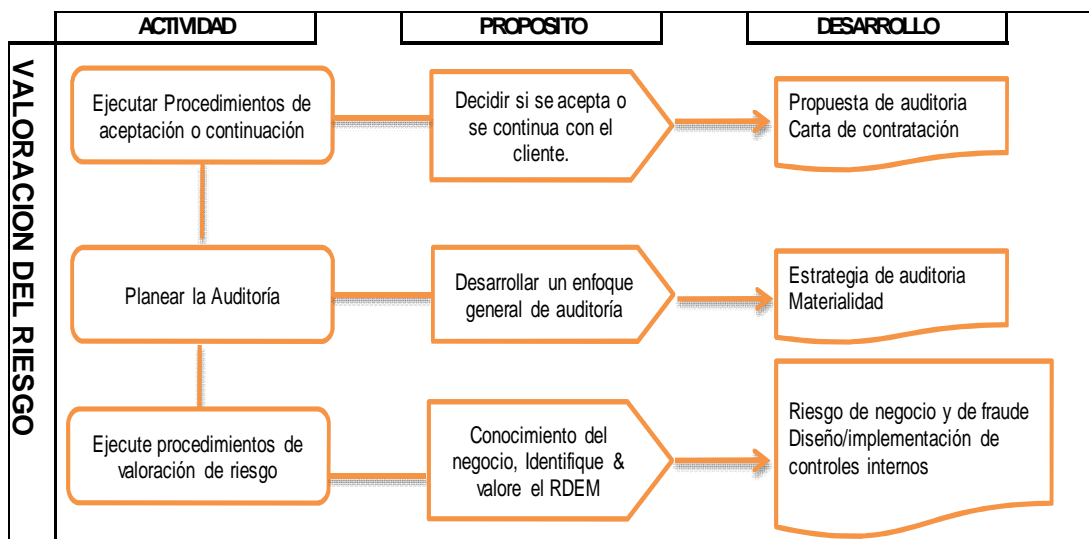 ACTIVIDAD
PROPOSITO
DESARROLLO
VALORACION DEL RIESGO
Ejecutar Procedimientos de
aceptación o continuación
Decidir si se acepta o
se continua con el
cliente.
Propuesta de auditoria
Carta de contratación
Planear la Auditoría
Desarrollar un enfoque
general de auditoría
Estrategia de auditoria
Materialidad
Ejecute procedimientos de
valoración de riesgo
Conocimiento del
negocio, Identifique &
valore el RDEM
Riesgo de negocio y de fraude
Diseño/implementación de
controles internos